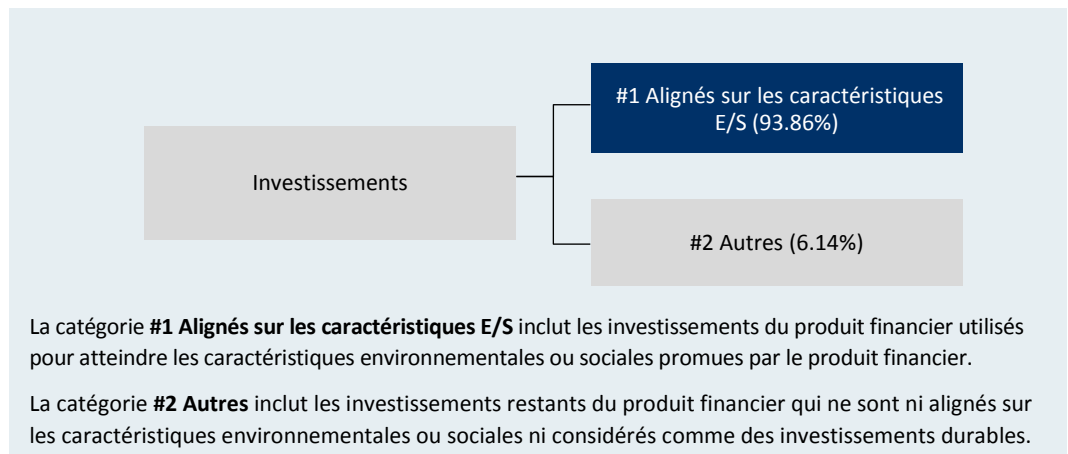 #1 Alignés sur les caractéristiques
E/S (93.86%)
Investissements
#2 Autres (6.14%)
La catégorie #1 Alignés sur les caractéristiques E/S inclut les investissements du produit financier utilisés
pour atteindre les caractéristiques environnementales ou sociales promues par le produit financier.
La catégorie #2 Autres inclut les investissements restants du produit financier qui ne sont ni alignés sur
les caractéristiques environnementales ou sociales ni considérés comme des investissements durables.